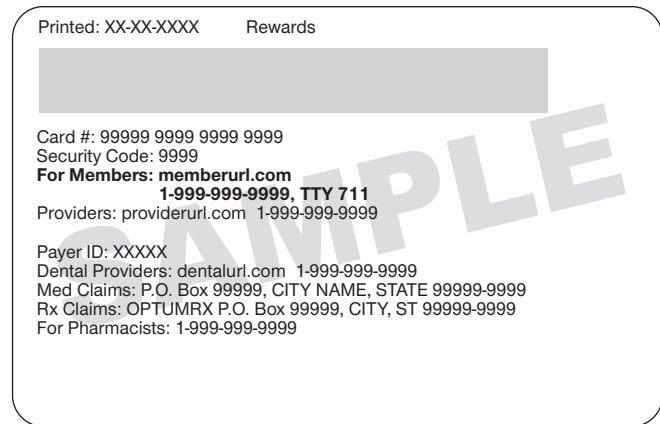 Printed: XX-XX-XXXX Rewards
Card #: 99999 9999 9999 9999
Security Code: 9999
For Members: memberurl.com
1-999-999-9999, TTY 711
Providers: providerurl.com 1-999-999-9999
Payer ID: XXXXX
Dental Providers: dentalurl.com 1-999-999-9999
Med Claims: P.O. Box 99999, CITY NAME, STATE 99999-9999
Rx Claims: OPTUMRX P.O. Box 99999, CITY, ST 99999-9999
For Pharmacists: 1-999-999-9999
SAMPLE